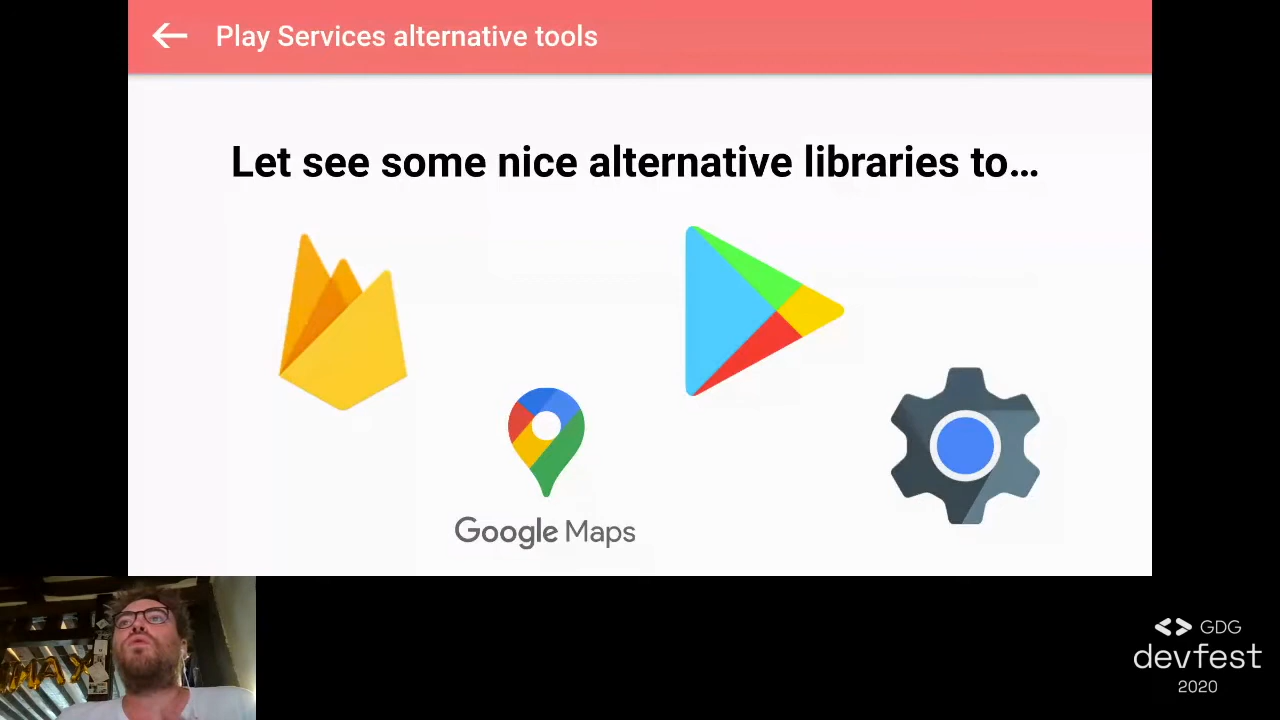 Play Services alternative tools
Let see some nice alternative libraries to...
Google Maps
GDG
devfest
2020